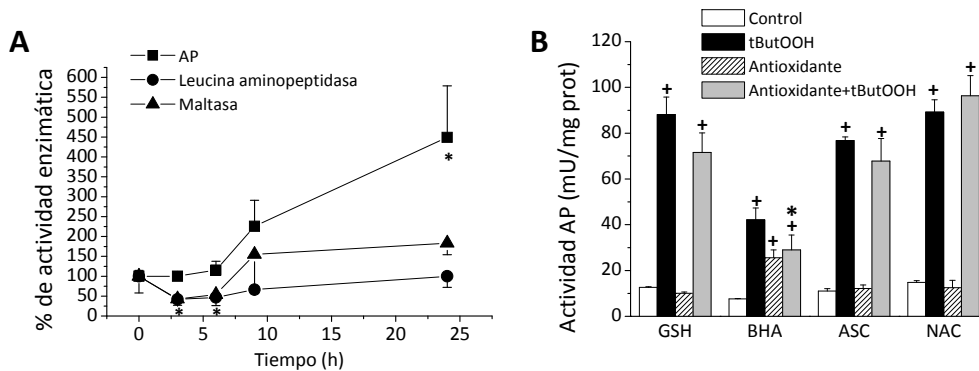 A
AP
Leucina aminopeptidasa
Maltasa
% de actividad enzimática
600
550
500
450
400
350
300
250
200
150
100
50
0
*
*
*
0
5
10
15
20
25
Tiempo (h)
B
Control
tButOOH
Antioxidante
Antioxidante+tButOOH
Actividad AP (mU/mg prot)
120
100
80
60
40
20
0
+
+
+
+
*
+
+
+
+
+
GSH
BHA
ASC
NAC